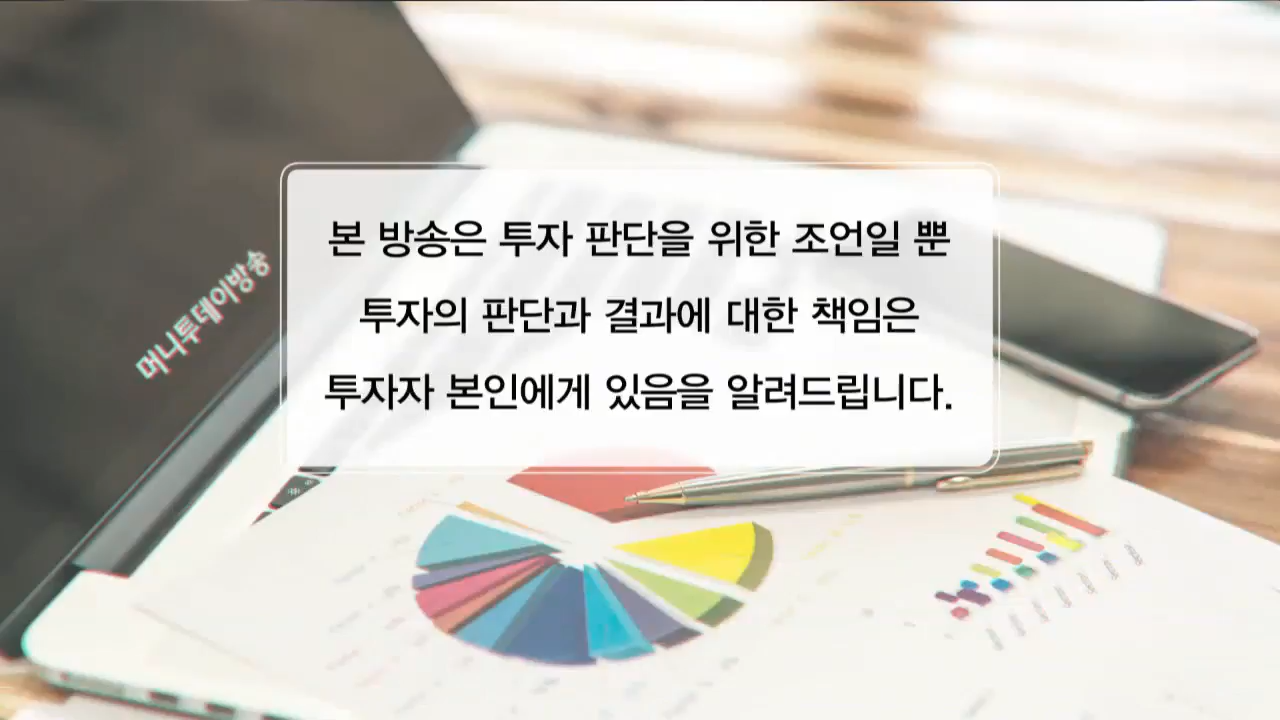 본 방송은 투자 판단을 위한 조언일 뿐
투자의 판단과 결과에 대한 책임은
투자자 본인에게 있음을 알려드립니다.
머니투데이방송